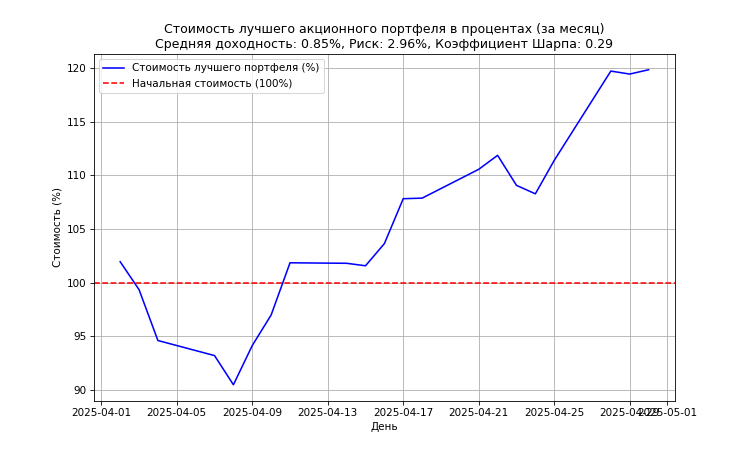 Стоимость лучшего акционного портфеля в процентах (за месяц)
Средняя доходность: 0.85%, Риск: 2.96%, Коэффициент Шарпа: 0.29
Стоимость лучшего портфеля (%)
Начальная стоимость (100%)
Стоимость (%)
120
115
110
105
100
95
90
2025-04-01 2025-04-05 2025-04-09 2025-04-13 2025-04-17 2025-04-21 2025-04-25 2025-04-29 2025-05-01
День